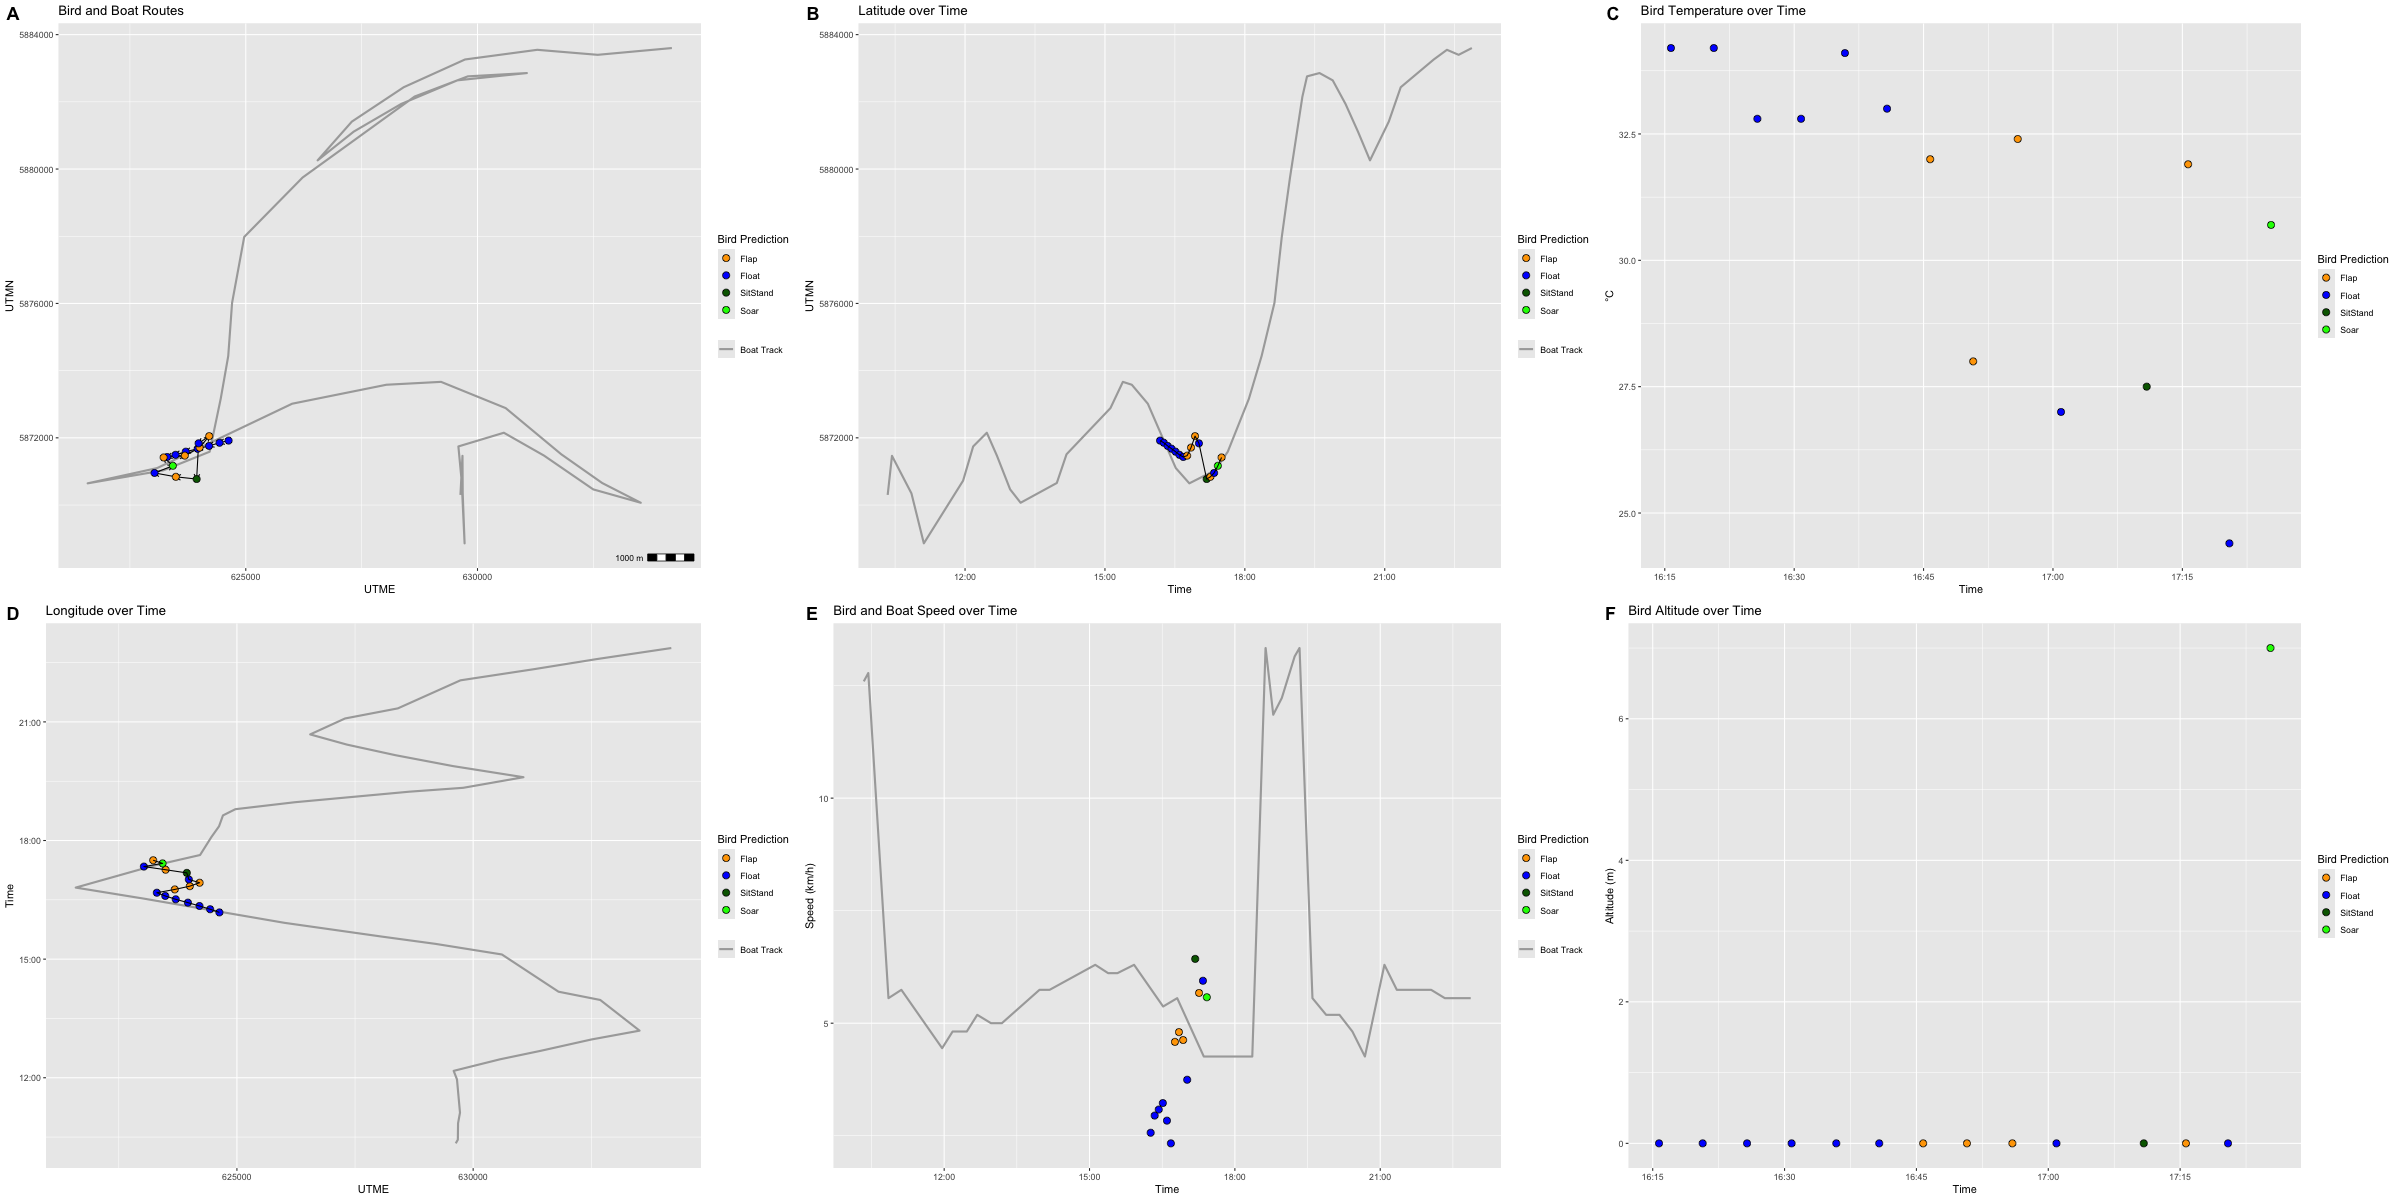 A Bird and Boat Routes
5884000
5880000
5876000
5872000
UTMN
625000
630000
UTME
1000 m
Bird Prediction
Flap
Float
SitStand
Soar
Boat Track
B Latitude over Time
5884000
5880000
5876000
5872000
UTMN
12:00
15:00
18:00
21:00
Time
Bird Prediction
Flap
Float
SitStand
Soar
Boat Track
C Bird Temperature over Time
32.5
30.0
27.5
25.0
°C
16:15
16:30
16:45
17:00
17:15
Time
Bird Prediction
Flap
Float
SitStand
Soar
D Longitude over Time
21:00
18:00
15:00
12:00
Time
625000
630000
UTME
Bird Prediction
Flap
Float
SitStand
Soar
Boat Track
E Bird and Boat Speed over Time
10
5
Speed (km/h)
12:00
15:00
18:00
21:00
Time
Bird Prediction
Flap
Float
SitStand
Soar
Boat Track
F Bird Altitude over Time
6
4
2
0
Altitude (m)
16:15
16:30
16:45
17:00
17:15
Time
Bird Prediction
Flap
Float
SitStand
Soar